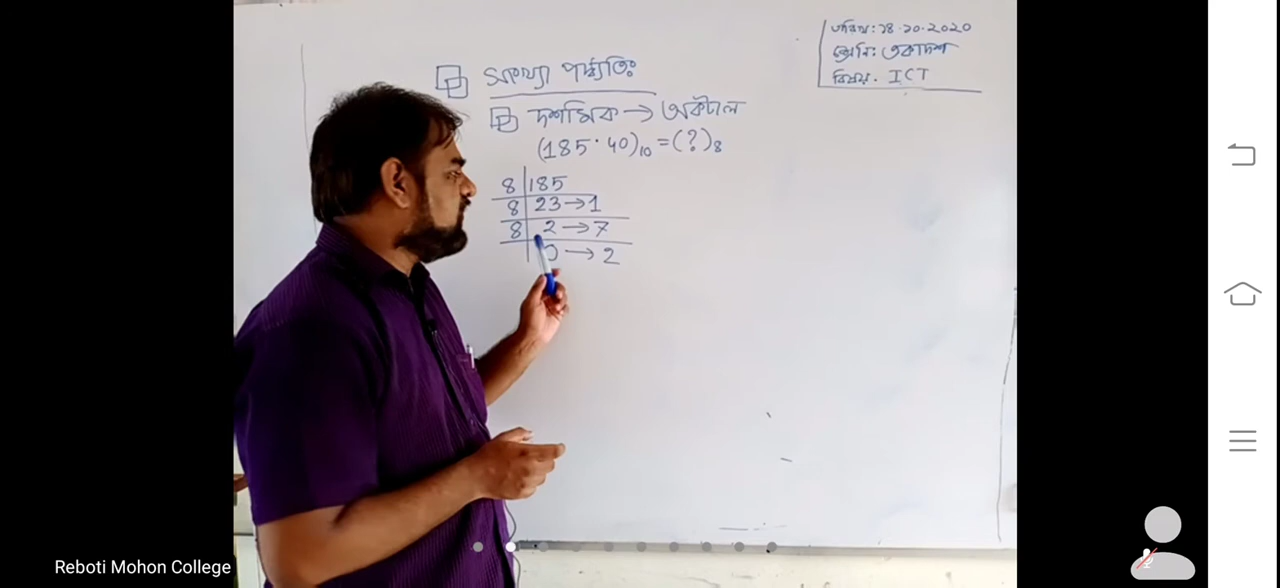 তারিখ: ১৪.১০.২০২০
শ্রেনি: একাদশ
বিষয়. ICT
সংখ্যা পদ্ধতিঃ
দশমিক → অকটাল
(185.40)10 = (?)8
8 185
8 23 → 1
8 2 → 7
0 → 2
Reboti Mohon College